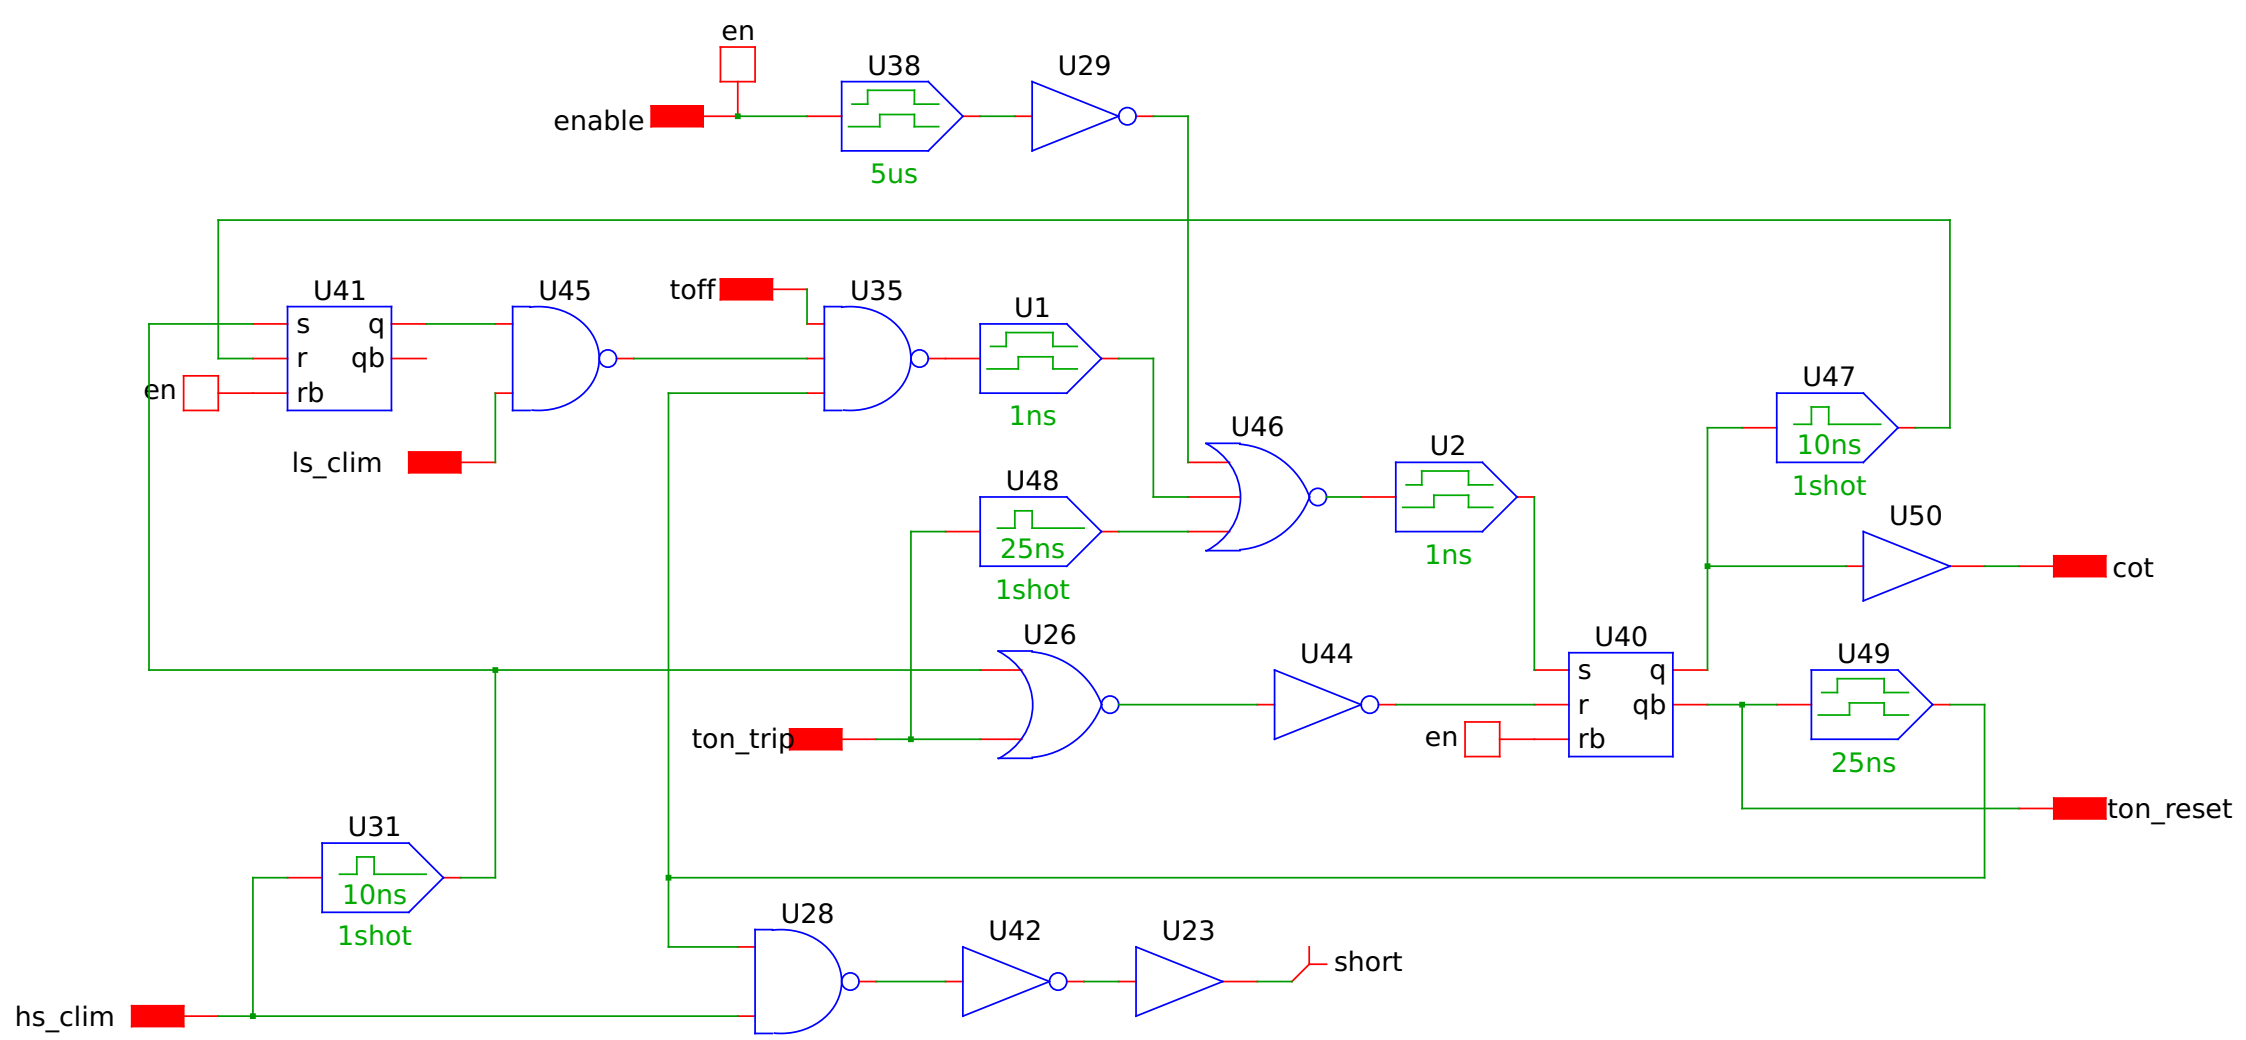 en
U38
U29
enable
5us
U41
U45
toff
U35
U1
s
q
r
qb
en
rb
1ns
ls_clim
U46
U2
U47
10ns
1shot
U48
25ns
1shot
1ns
U50
cot
U26
U44
U40
U49
s
q
r
qb
en
rb
ton_trip
25ns
ton_reset
U31
10ns
1shot
U28
U42
U23
short
hs_clim